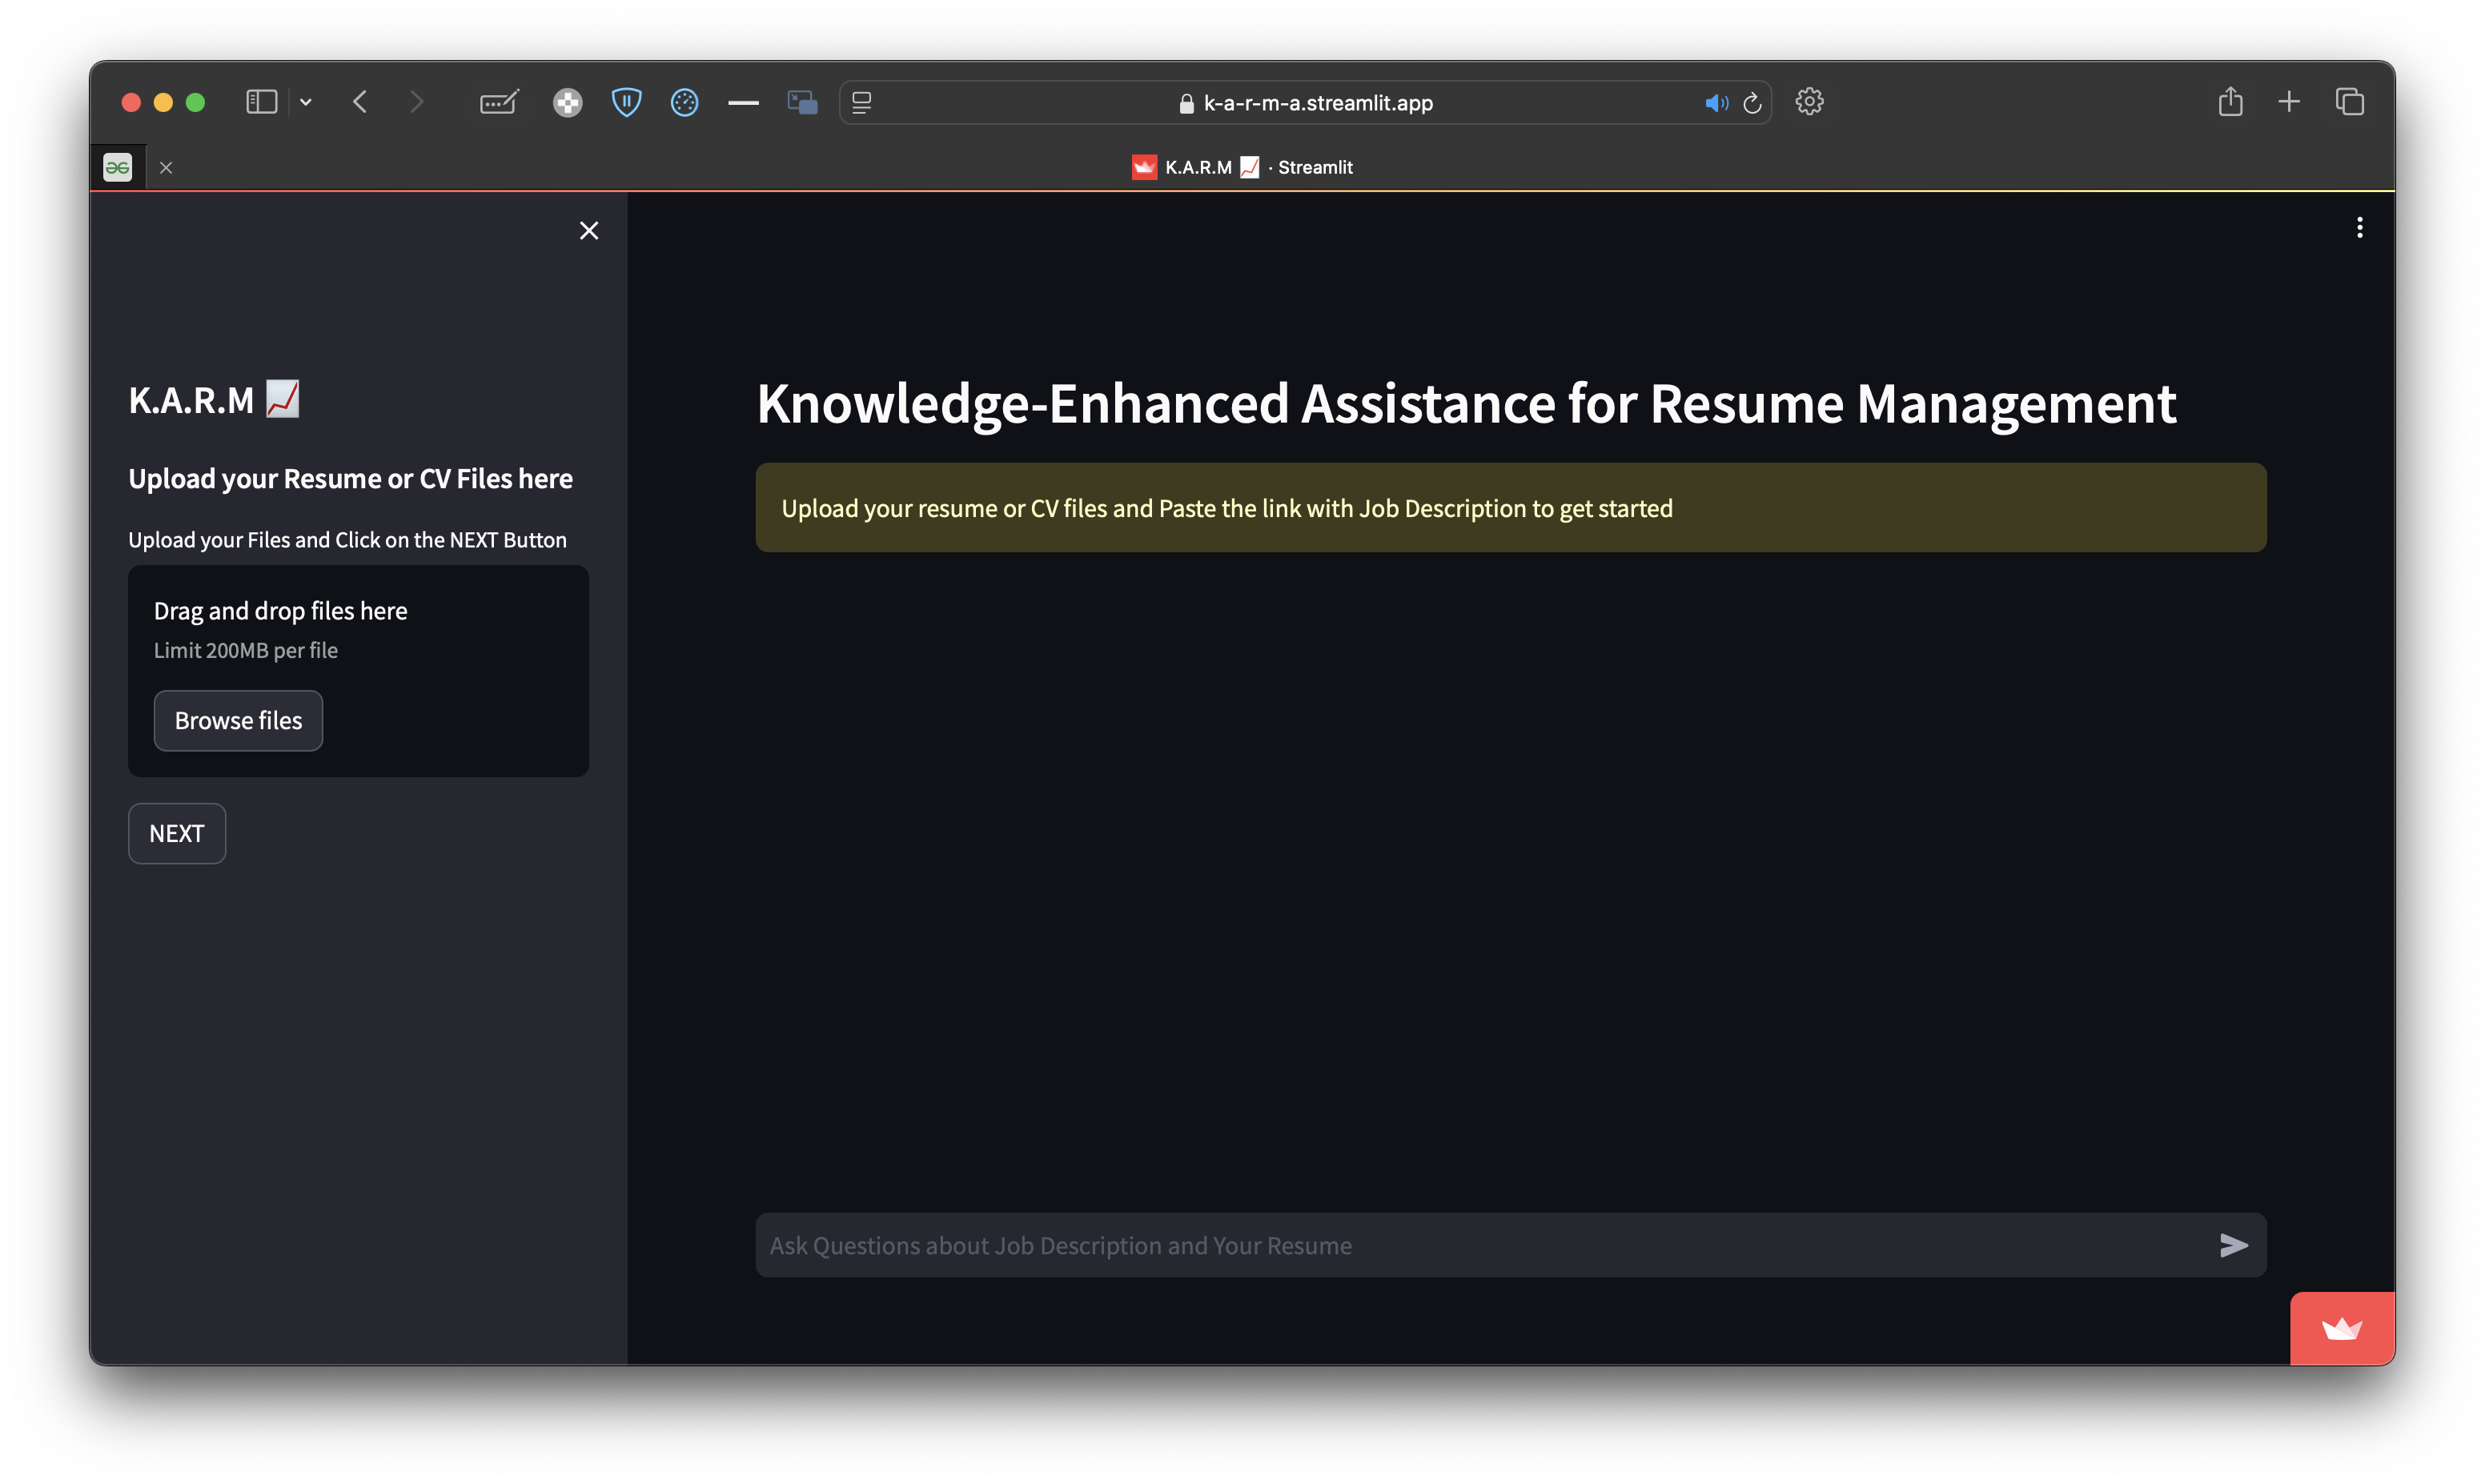 k-a-r-m-a.streamlit.app
K.A.R.M 📈 · Streamlit
K.A.R.M 📈
Upload your Resume or CV Files here
Upload your Files and Click on the NEXT Button
Drag and drop files here
Limit 200MB per file
Browse files
NEXT
Knowledge-Enhanced Assistance for Resume Management
Upload your resume or CV files and Paste the link with Job Description to get started
Ask Questions about Job Description and Your Resume